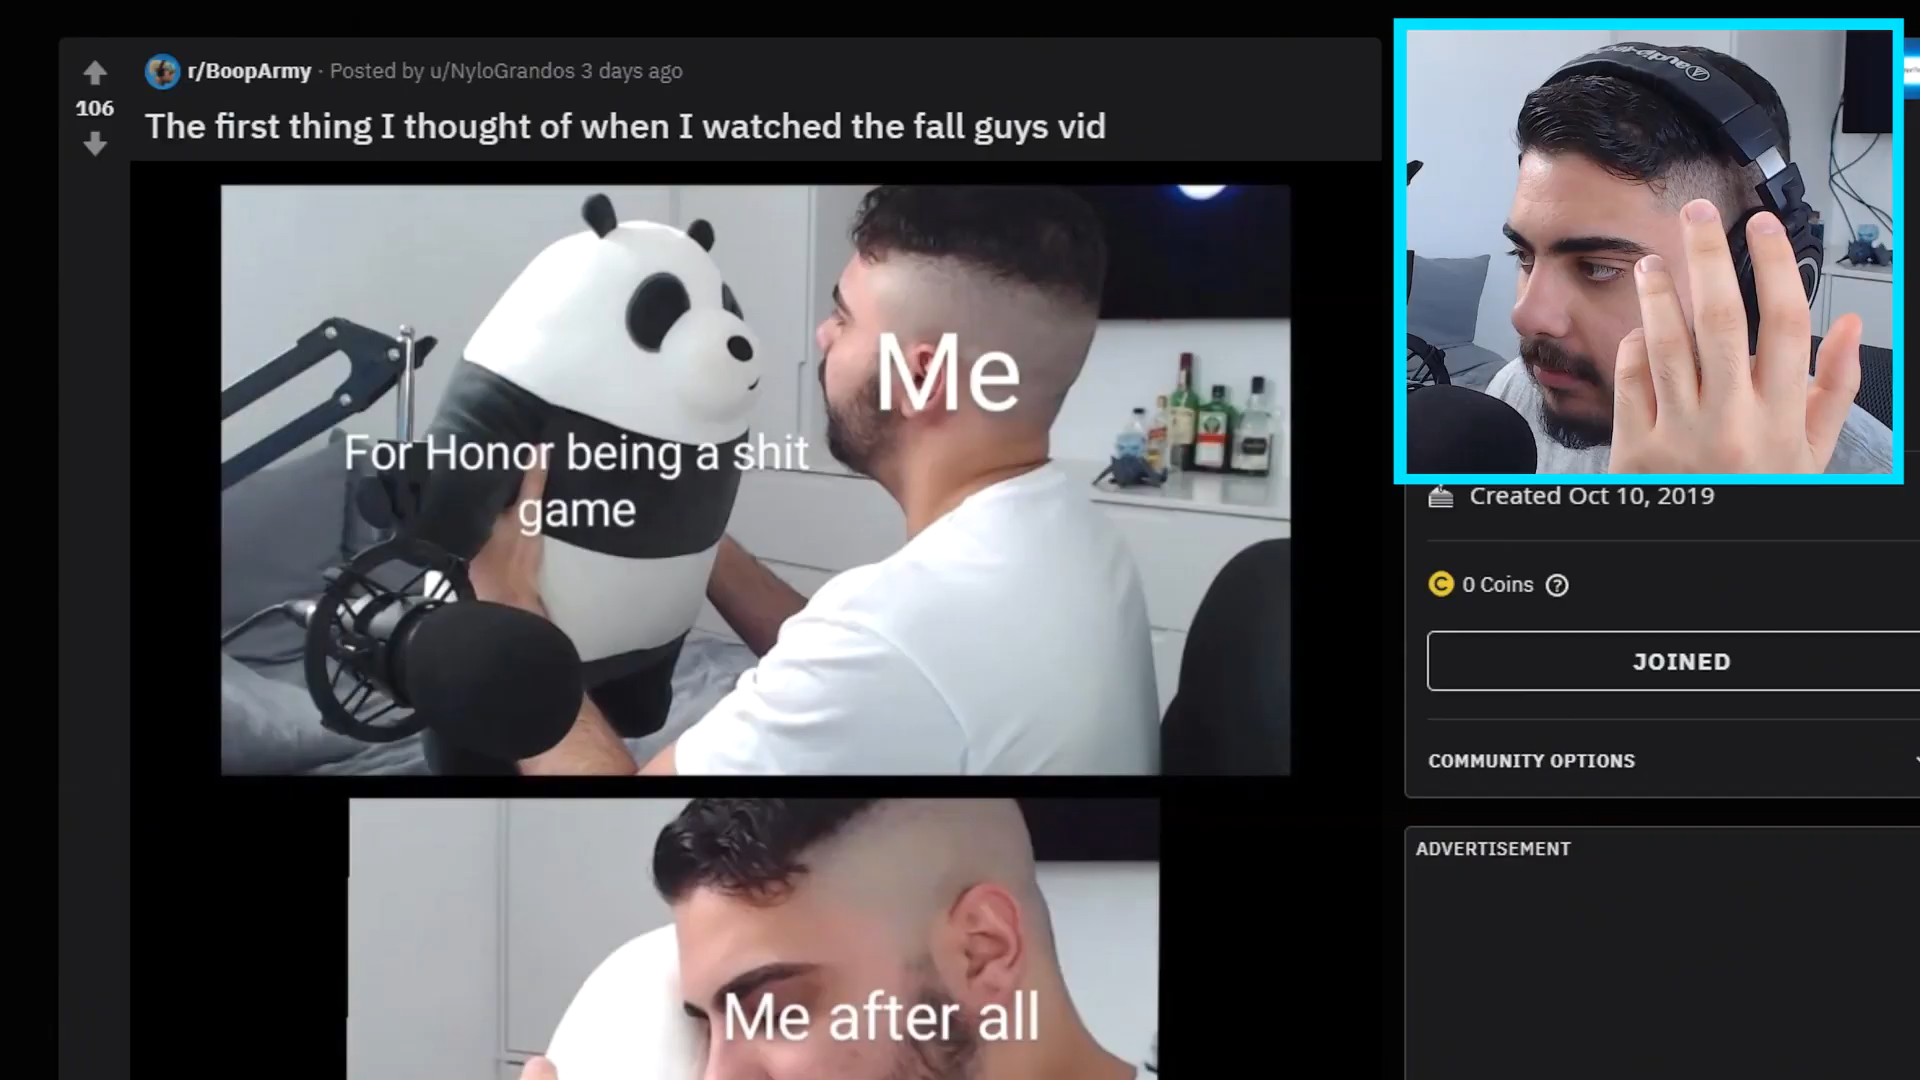 r/BoopArmy · Posted by u/NyloGrandos 3 days ago
106
The first thing I thought of when I watched the fall guys vid
Me
For Honor being a shit
game
Me after all
audio-technica
Created Oct 10, 2019
0 Coins
JOINED
COMMUNITY OPTIONS
ADVERTISEMENT